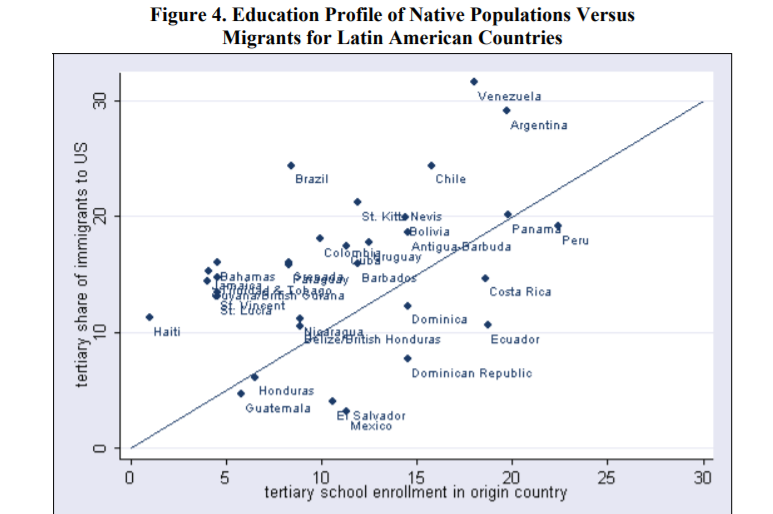 Figure 4. Education Profile of Native Populations Versus
Migrants for Latin American Countries
tertiary share of immigrants to US
30
20
10
0
Venezuela
Argentina
Brazil
Chile
St. Kitts Nevis
Bolivia
Panama
Peru
Antigua-Barbuda
Colombia
Uruguay
Cuba
Bahamas
Grenada
Paraguay
Barbados
Jamaica
Trinidad & Tobago
Guyana/British Guiana
Costa Rica
St. Vincent
St. Lucia
Haiti
Dominica
Nicaragua
Belize/British Honduras
Ecuador
Dominican Republic
Honduras
Guatemala
El Salvador
Mexico
0 5 10 15 20 25 30
tertiary school enrollment in origin country